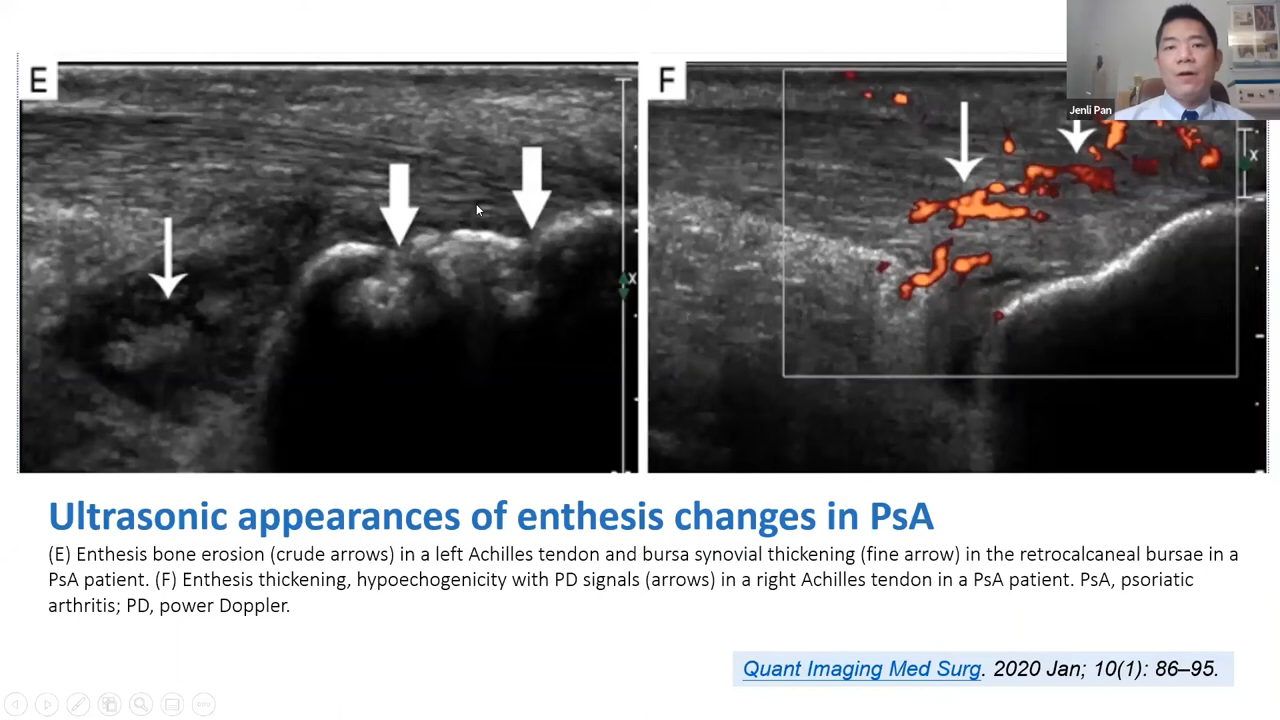 E
F
Jenli Pan
X
X
Ultrasonic appearances of enthesis changes in PsA
(E) Enthesis bone erosion (crude arrows) in a left Achilles tendon and bursa synovial thickening (fine arrow) in the retrocalcaneal bursae in a
PsA patient. (F) Enthesis thickening, hypoechogenicity with PD signals (arrows) in a right Achilles tendon in a PsA patient. PsA, psoriatic
arthritis; PD, power Doppler.
Quant Imaging Med Surg. 2020 Jan; 10(1): 86–95.